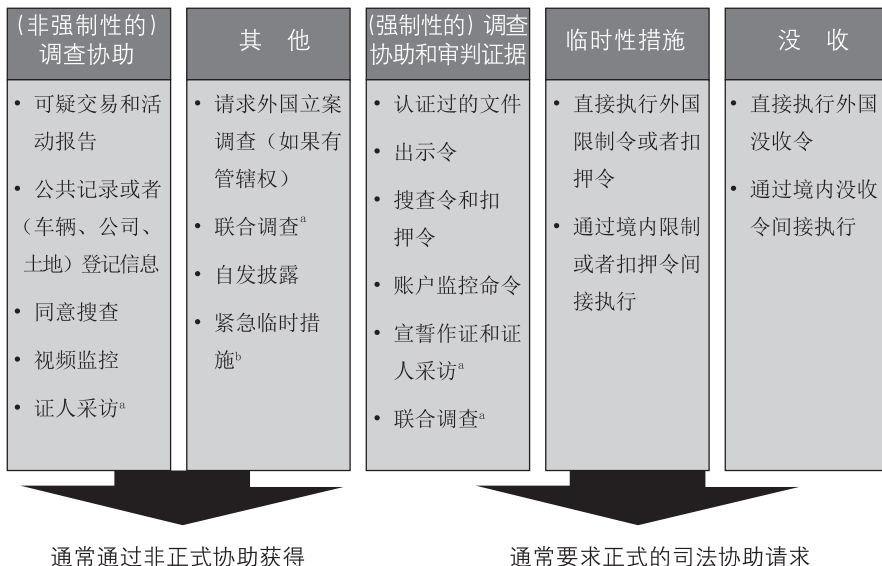 (非强制性的)
调查协助
• 可疑交易和活
动报告
• 公共记录或者
(车辆、公司、
土地)登记信息
• 同意搜查
• 视频监控
• 证人采访a
其 他
• 请求外国立案
调查（如果有
管辖权）
• 联合调查a
• 自发披露
• 紧急临时措
施b
(强制性的) 调查
协助和审判证据
• 认证过的文件
• 出示令
• 搜查令和扣
押令
• 账户监控命令
• 宣誓作证和证
人采访a
• 联合调查a
临时性措施
• 直接执行外国
限制令或者扣
押令
• 通过境内限制
或者扣押令间
接执行
没 收
• 直接执行外国
没收令
• 通过境内没收
令间接执行
通常通过非正式协助获得
通常要求正式的司法协助请求